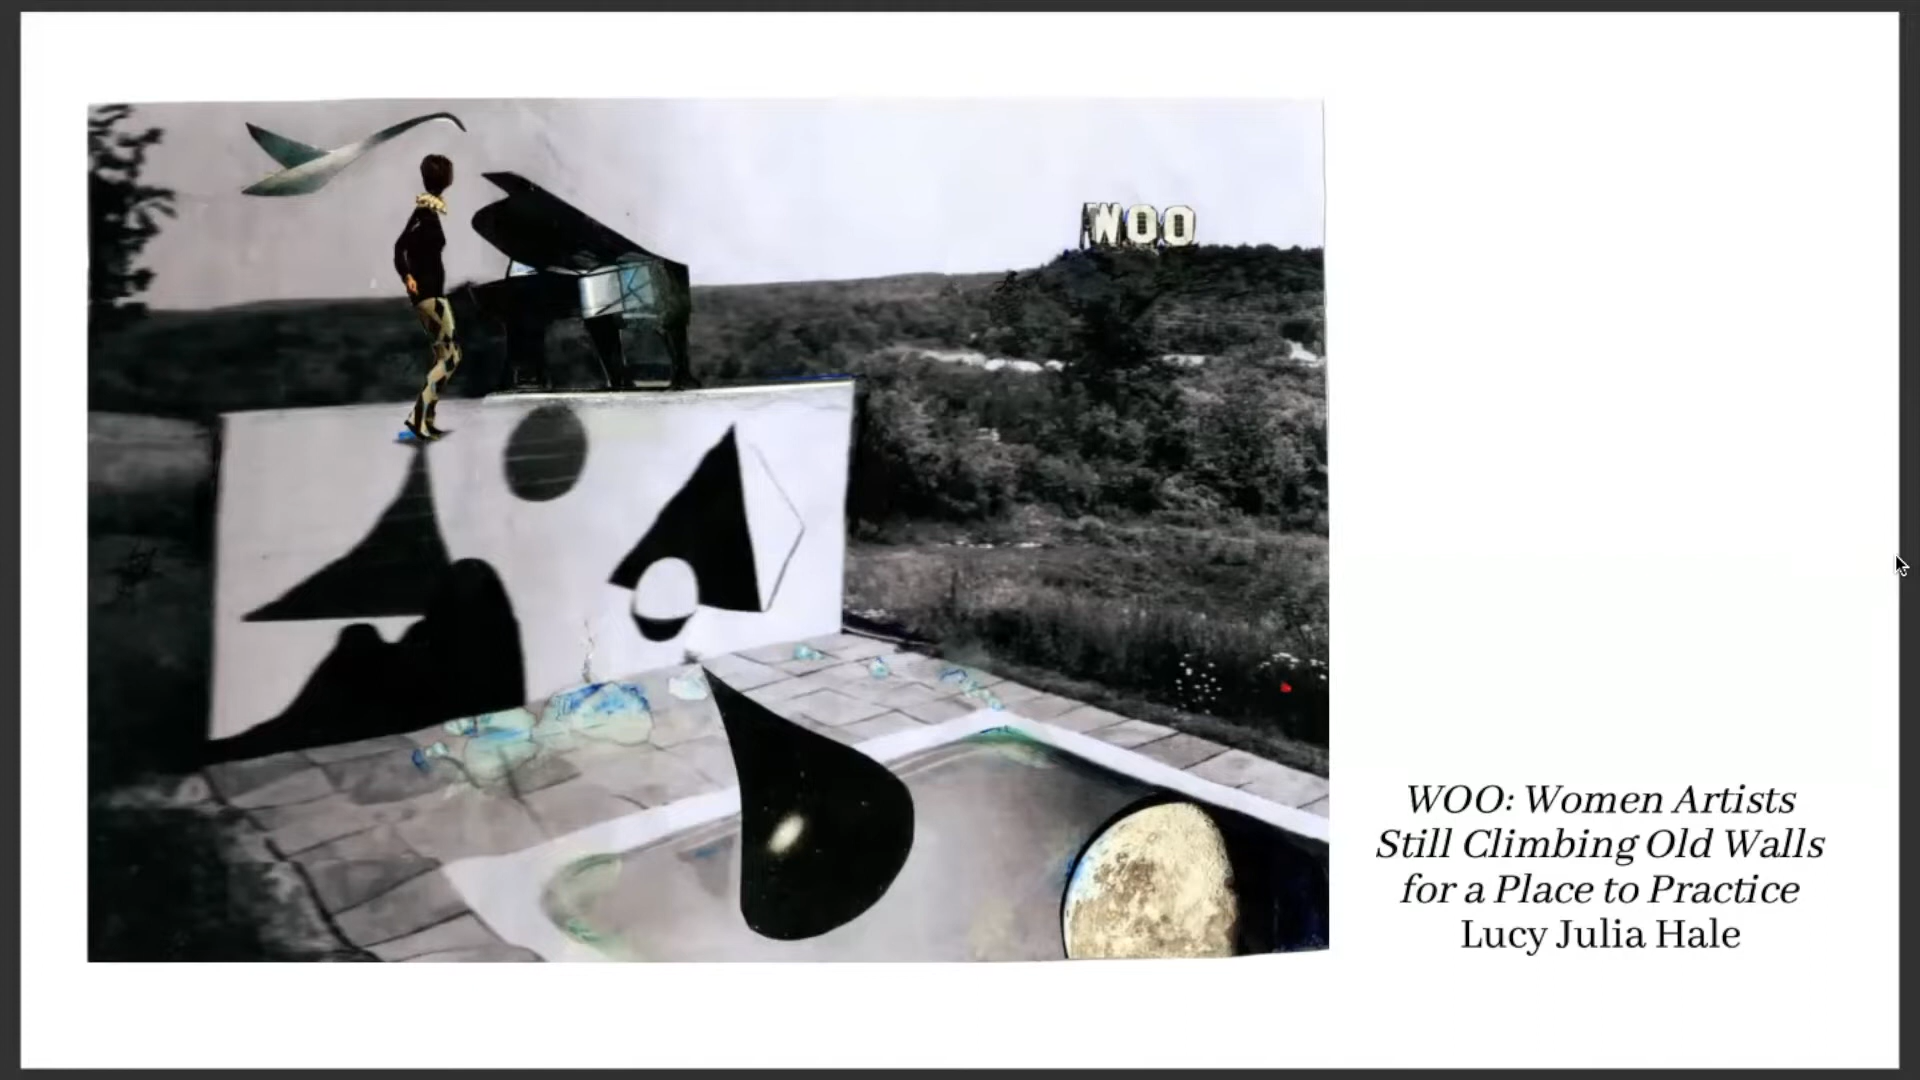 WOO
WOO: Women Artists
Still Climbing Old Walls
for a Place to Practice
Lucy Julia Hale